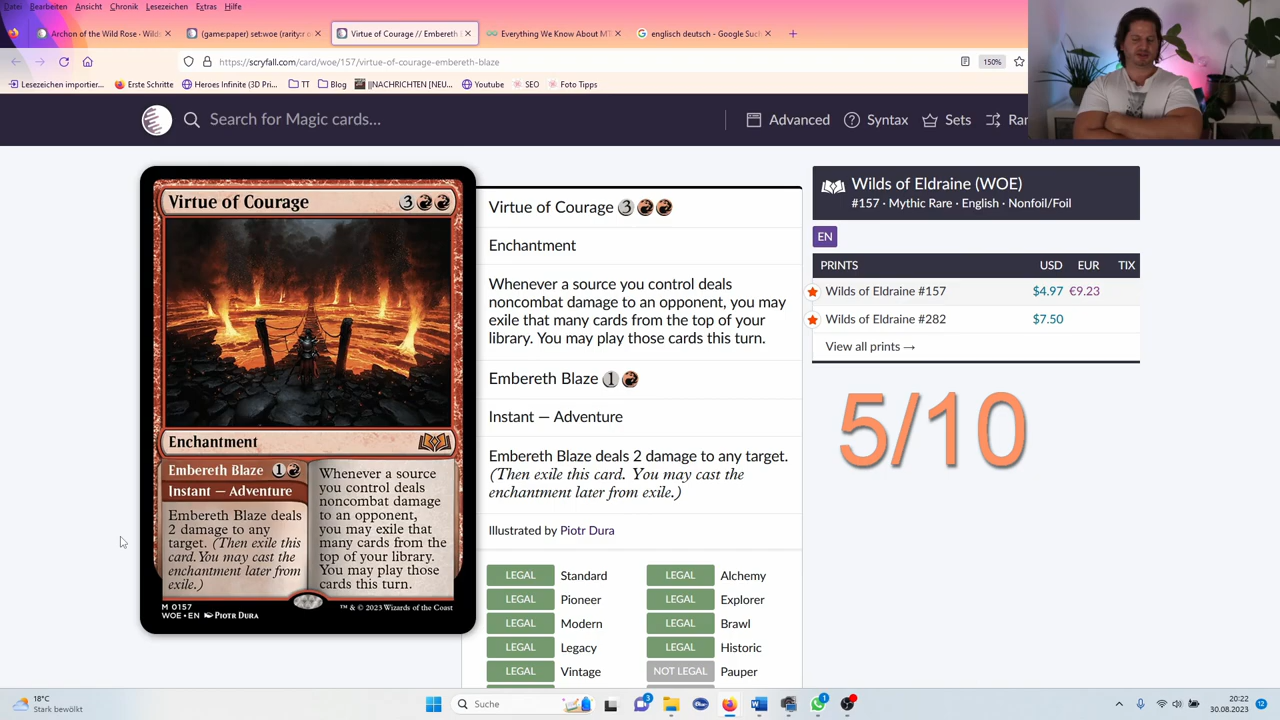 Datei Bearbeiten Ansicht Chronik Lesezeichen Extras Hilfe
Archon of the Wild Rose · Wilds
(game:paper) set:woe (rarity:r o
Virtue of Courage // Embereth B
Everything We Know About MT
englisch deutsch - Google Suc
https://scryfall.com/card/woe/157/virtue-of-courage-embereth-blaze
150%
Lesezeichen importier...
Erste Schritte
Heroes Infinite (3D Pri...
TT
Blog
||NACHRICHTEN [NEU...
Youtube
SEO
Foto Tipps
Search for Magic cards...
Advanced
Syntax
Sets
Ran
Virtue of Courage 3
Enchantment
Embereth Blaze 1
Instant — Adventure
Embereth Blaze deals
2 damage to any
target. (Then exile this
card. You may cast the
enchantment later from
exile.)
Whenever a source
you control deals
noncombat damage
to an opponent,
you may exile that
many cards from the
top of your library.
You may play those
cards this turn.
M 0157
WOE • EN Piotr Dura
™ & © 2023 Wizards of the Coast
Virtue of Courage 3
Enchantment
Whenever a source you control deals
noncombat damage to an opponent, you may
exile that many cards from the top of your
library. You may play those cards this turn.
Embereth Blaze 1
Instant — Adventure
Embereth Blaze deals 2 damage to any target.
(Then exile this card. You may cast the
enchantment later from exile.)
Illustrated by Piotr Dura
LEGAL Standard LEGAL Alchemy
LEGAL Pioneer LEGAL Explorer
LEGAL Modern LEGAL Brawl
LEGAL Legacy LEGAL Historic
LEGAL Vintage NOT LEGAL Pauper
Wilds of Eldraine (WOE)
#157 · Mythic Rare · English · Nonfoil/Foil
EN
PRINTS USD EUR TIX
Wilds of Eldraine #157 $4.97 €9.23
Wilds of Eldraine #282 $7.50
View all prints →
5/10
18°C
Stark bewölkt
Suche
3
1
20:22
30.08.2023
12